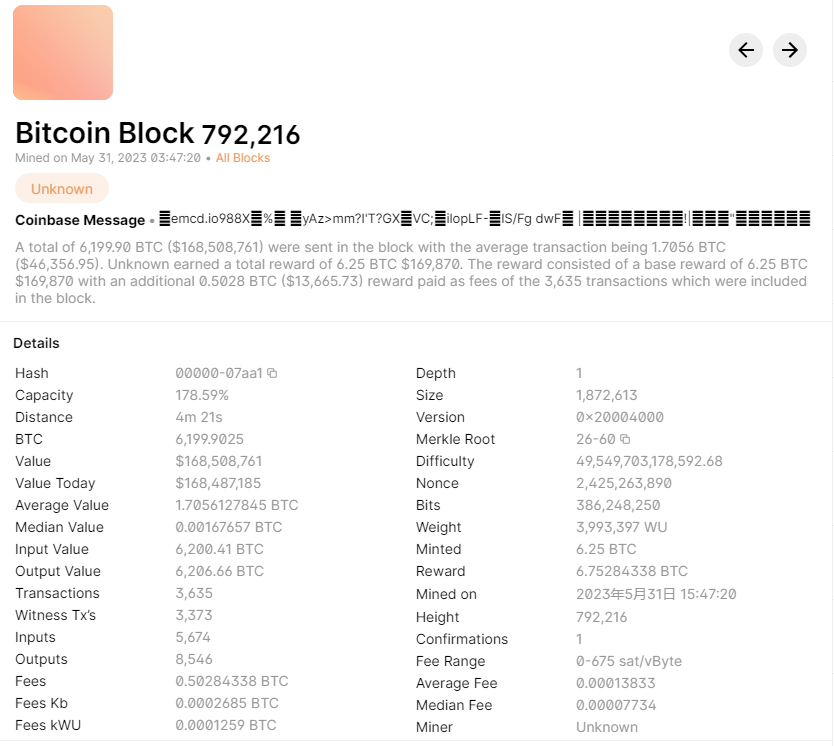 Bitcoin Block 792,216
Mined on May 31, 2023 03:47:20 • All Blocks
Unknown
Coinbase Message • █emcd.io988X█%█ █yAz>mm?I'T?GX█VC;█ilopLF-█IS/Fg dwF█ |████████!|███"██████
A total of 6,199.90 BTC ($168,508,761) were sent in the block with the average transaction being 1.7056 BTC
($46,356.95). Unknown earned a total reward of 6.25 BTC $169,870. The reward consisted of a base reward of 6.25 BTC
$169,870 with an additional 0.5028 BTC ($13,665.73) reward paid as fees of the 3,635 transactions which were included
in the block.
Details
Hash 00000-07aa1
Capacity 178.59%
Distance 4m 21s
BTC 6,199.9025
Value $168,508,761
Value Today $168,487,185
Average Value 1.7056127845 BTC
Median Value 0.00167657 BTC
Input Value 6,200.41 BTC
Output Value 6,206.66 BTC
Transactions 3,635
Witness Tx's 3,373
Inputs 5,674
Outputs 8,546
Fees 0.50284338 BTC
Fees Kb 0.0002685 BTC
Fees kWU 0.0001259 BTC
Depth 1
Size 1,872,613
Version 0×20004000
Merkle Root 26-60
Difficulty 49,549,703,178,592.68
Nonce 2,425,263,890
Bits 386,248,250
Weight 3,993,397 WU
Minted 6.25 BTC
Reward 6.75284338 BTC
Mined on 2023年5月31日 15:47:20
Height 792,216
Confirmations 1
Fee Range 0-675 sat/vByte
Average Fee 0.00013833
Median Fee 0.00007734
Miner Unknown